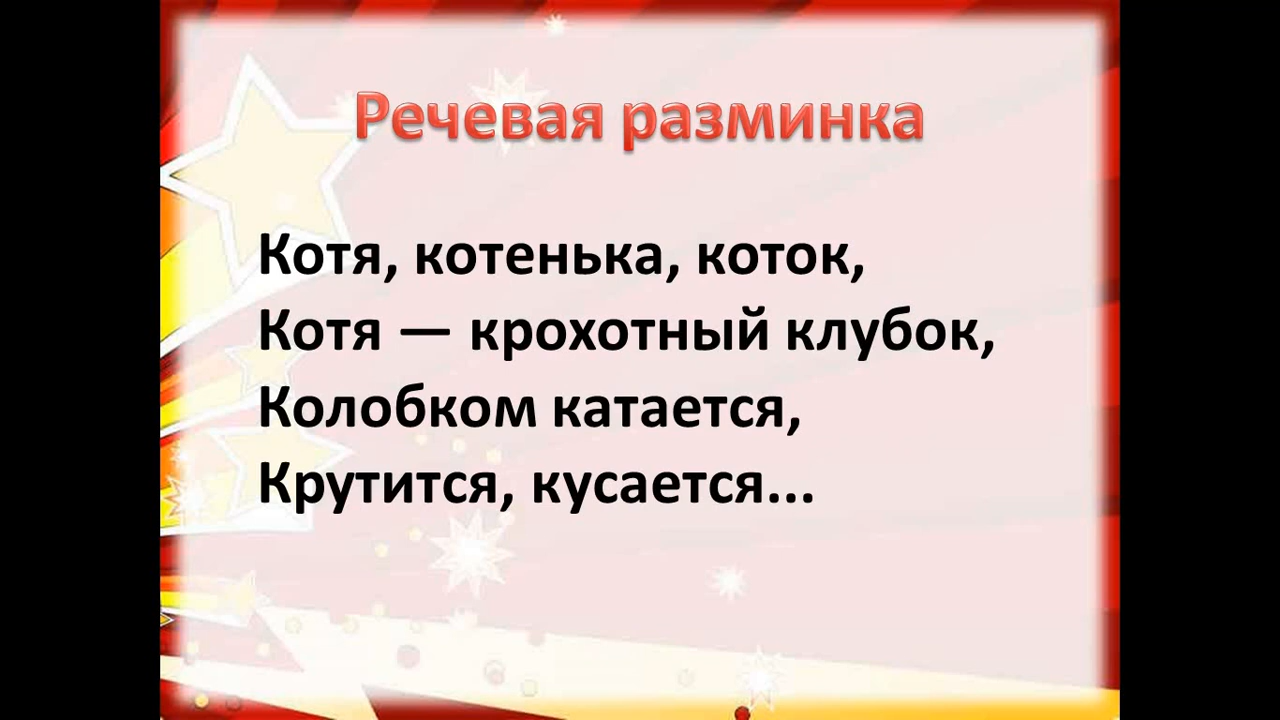 Речевая разминка
Котя, котенька, коток,
Котя — крохотный клубок,
Колобком катается,
Крутится, кусается...